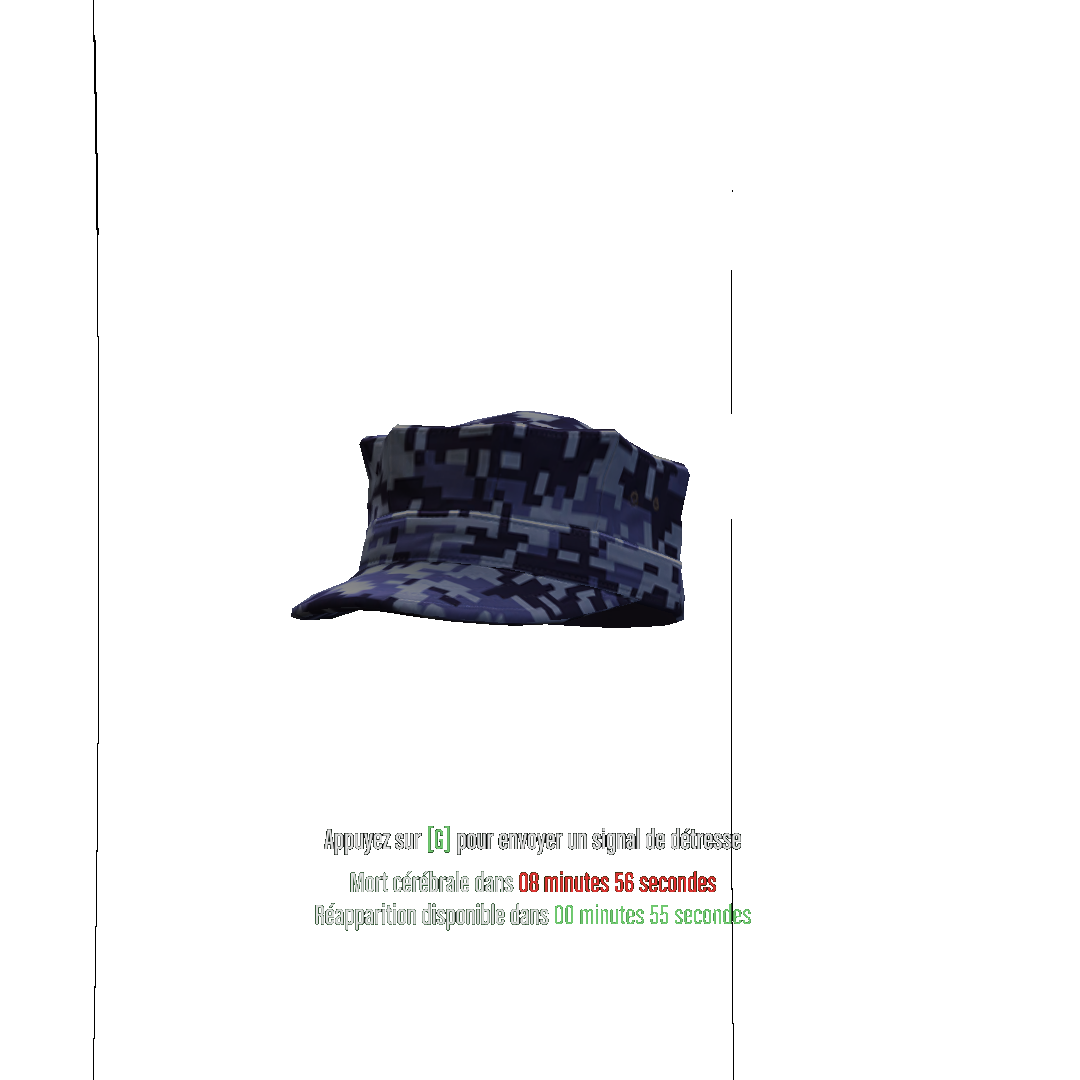 Appuyez sur [G] pour envoyer un signal de détresse
Mort cérébrale dans 08 minutes 56 secondes
Réapparition disponible dans 00 minutes 55 secondes